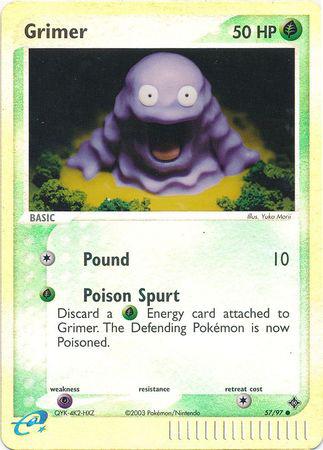 Grimer 50 HP
Illus. Yuka Morii
BASIC
Pound 10
Poison Spurt
Discard a Energy card attached to
Grimer. The Defending Pokémon is now
Poisoned.
weakness resistance retreat cost
QYK-4K2-HXZ ©2003 Pokémon/Nintendo 57/97
e